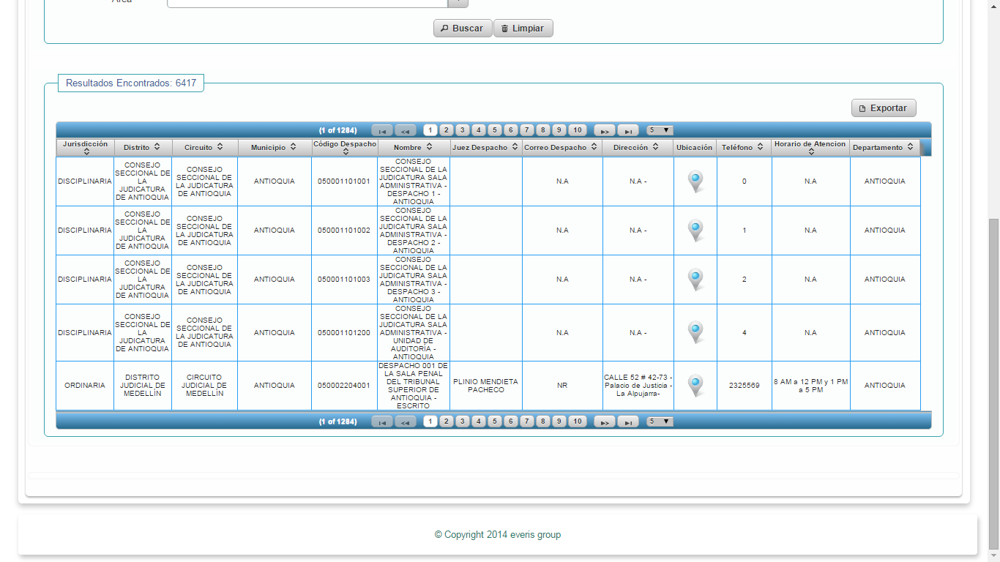 Area
Buscar Limpiar
Resultados Encontrados: 6417
Exportar
(1 of 1284) 1 2 3 4 5 6 7 8 9 10 5
Jurisdicción Distrito Circuito Municipio Código Despacho Nombre Juez Despacho Correo Despacho Dirección Ubicación Teléfono Horario de Atencion Departamento
DISCIPLINARIA
CONSEJO
SECCIONAL DE
LA
JUDICATURA
DE ANTIOQUIA
CONSEJO
SECCIONAL DE
LA JUDICATURA
DE ANTIOQUIA
ANTIOQUIA
050001101001
CONSEJO
SECCIONAL DE LA
JUDICATURA SALA
ADMINISTRATIVA -
DESPACHO 1 -
ANTIOQUIA
N.A
N.A -
0
N.A
ANTIOQUIA
DISCIPLINARIA
CONSEJO
SECCIONAL DE
LA
JUDICATURA
DE ANTIOQUIA
CONSEJO
SECCIONAL DE
LA JUDICATURA
DE ANTIOQUIA
ANTIOQUIA
050001101002
CONSEJO
SECCIONAL DE LA
JUDICATURA SALA
ADMINISTRATIVA -
DESPACHO 2 -
ANTIOQUIA
N.A
N.A -
1
N.A
ANTIOQUIA
DISCIPLINARIA
CONSEJO
SECCIONAL DE
LA
JUDICATURA
DE ANTIOQUIA
CONSEJO
SECCIONAL DE
LA JUDICATURA
DE ANTIOQUIA
ANTIOQUIA
050001101003
CONSEJO
SECCIONAL DE LA
JUDICATURA SALA
ADMINISTRATIVA -
DESPACHO 3 -
ANTIOQUIA
N.A
N.A -
2
N.A
ANTIOQUIA
DISCIPLINARIA
CONSEJO
SECCIONAL DE
LA
JUDICATURA
DE ANTIOQUIA
CONSEJO
SECCIONAL DE
LA JUDICATURA
DE ANTIOQUIA
ANTIOQUIA
050001101200
CONSEJO
SECCIONAL DE LA
JUDICATURA SALA
ADMINISTRATIVA -
UNIDAD DE
AUDITORÍA -
ANTIOQUIA
N.A
N.A -
4
N.A
ANTIOQUIA
ORDINARIA
DISTRITO
JUDICIAL DE
MEDELLÍN
CIRCUITO
JUDICIAL DE
MEDELLÍN
ANTIOQUIA
050002204001
DESPACHO 001 DE
LA SALA PENAL
DEL TRIBUNAL
SUPERIOR DE
ANTIOQUIA -
ESCRITO
PLINIO MENDIETA
PACHECO
NR
CALLE 52 # 42-73 -
Palacio de Justicia -
La Alpujarra-
2325569
8 AM a 12 PM y 1 PM
a 5 PM
ANTIOQUIA
(1 of 1284) 1 2 3 4 5 6 7 8 9 10 5
© Copyright 2014 everis group